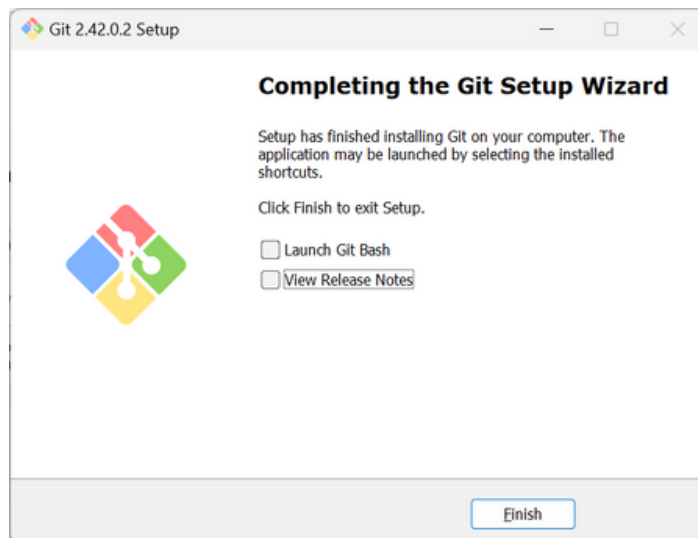 Git 2.42.0.2 Setup
Completing the Git Setup Wizard
Setup has finished installing Git on your computer. The
application may be launched by selecting the installed
shortcuts.
Click Finish to exit Setup.
Launch Git Bash
View Release Notes
Finish